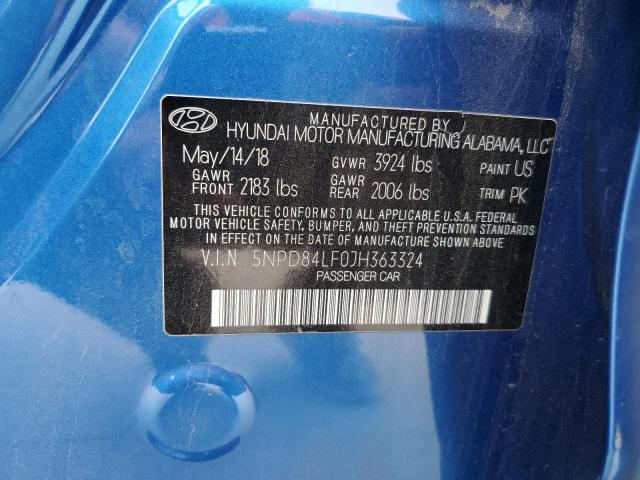 MANUFACTURED BY
HYUNDAI MOTOR MANUFACTURING ALABAMA, LLC
May/14/18 GVWR 3924 lbs PAINT US
GAWR FRONT 2183 lbs GAWR REAR 2006 lbs TRIM PK
THIS VEHICLE CONFORMS TO ALL APPLICABLE U.S.A. FEDERAL
MOTOR VEHICLE SAFETY, BUMPER, AND THEFT PREVENTION STANDARDS
IN EFFECT ON THE DATE OF MANUFACTURE SHOWN ABOVE.
V.I.N 5NPD84LF0JH363324
PASSENGER CAR